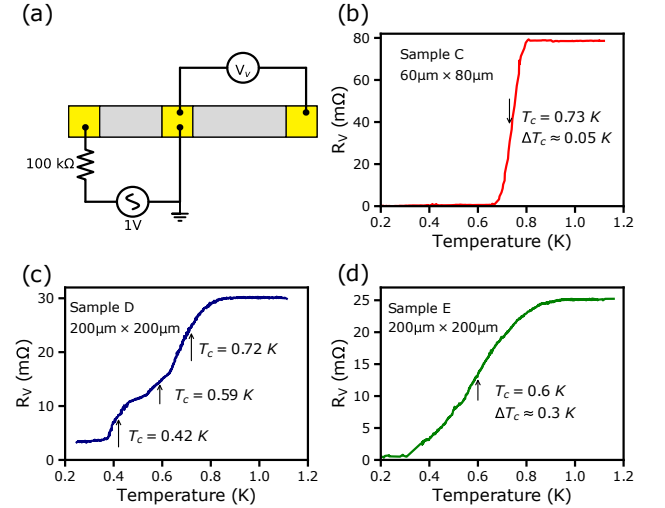 (a)
V_v
100 kΩ
1V
(b)
Sample C
60μm × 80μm
T_c = 0.73 K
ΔT_c ≈ 0.05 K
R_V (mΩ)
80
60
40
20
0
0.2 0.4 0.6 0.8 1.0 1.2
Temperature (K)
(c)
Sample D
200μm × 200μm
T_c = 0.72 K
T_c = 0.59 K
T_c = 0.42 K
R_V (mΩ)
30
20
10
0
0.2 0.4 0.6 0.8 1.0 1.2
Temperature (K)
(d)
Sample E
200μm × 200μm
T_c = 0.6 K
ΔT_c ≈ 0.3 K
R_V (mΩ)
25
20
15
10
5
0
0.2 0.4 0.6 0.8 1.0 1.2
Temperature (K)